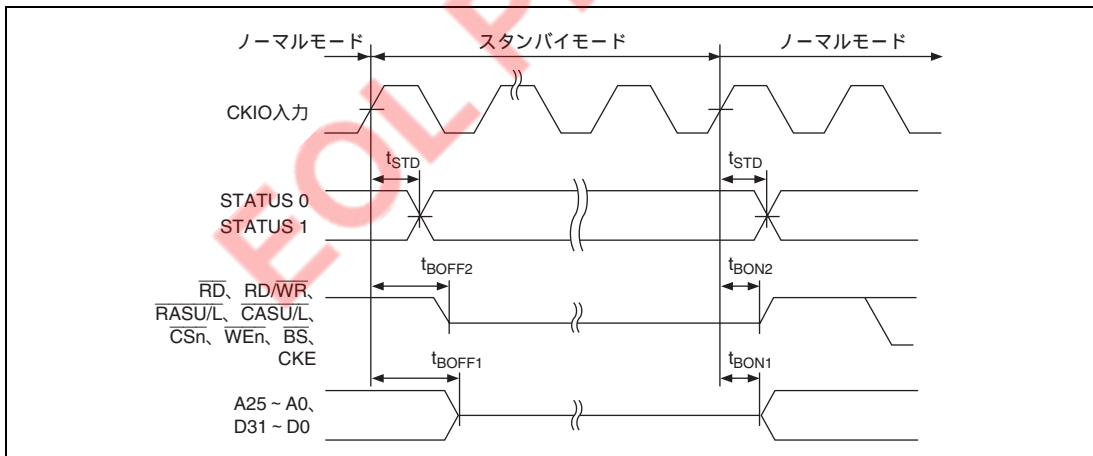 ノーマルモード スタンバイモード ノーマルモード
CKIO入力
tSTD tSTD
STATUS 0
STATUS 1
tBOFF2 tBON2
RD、RD/WR、
RASU/L、CASU/L、
CSn、WEn、BS、
CKE
tBOFF1 tBON1
A25 ~ A0、
D31 ~ D0
EOL P